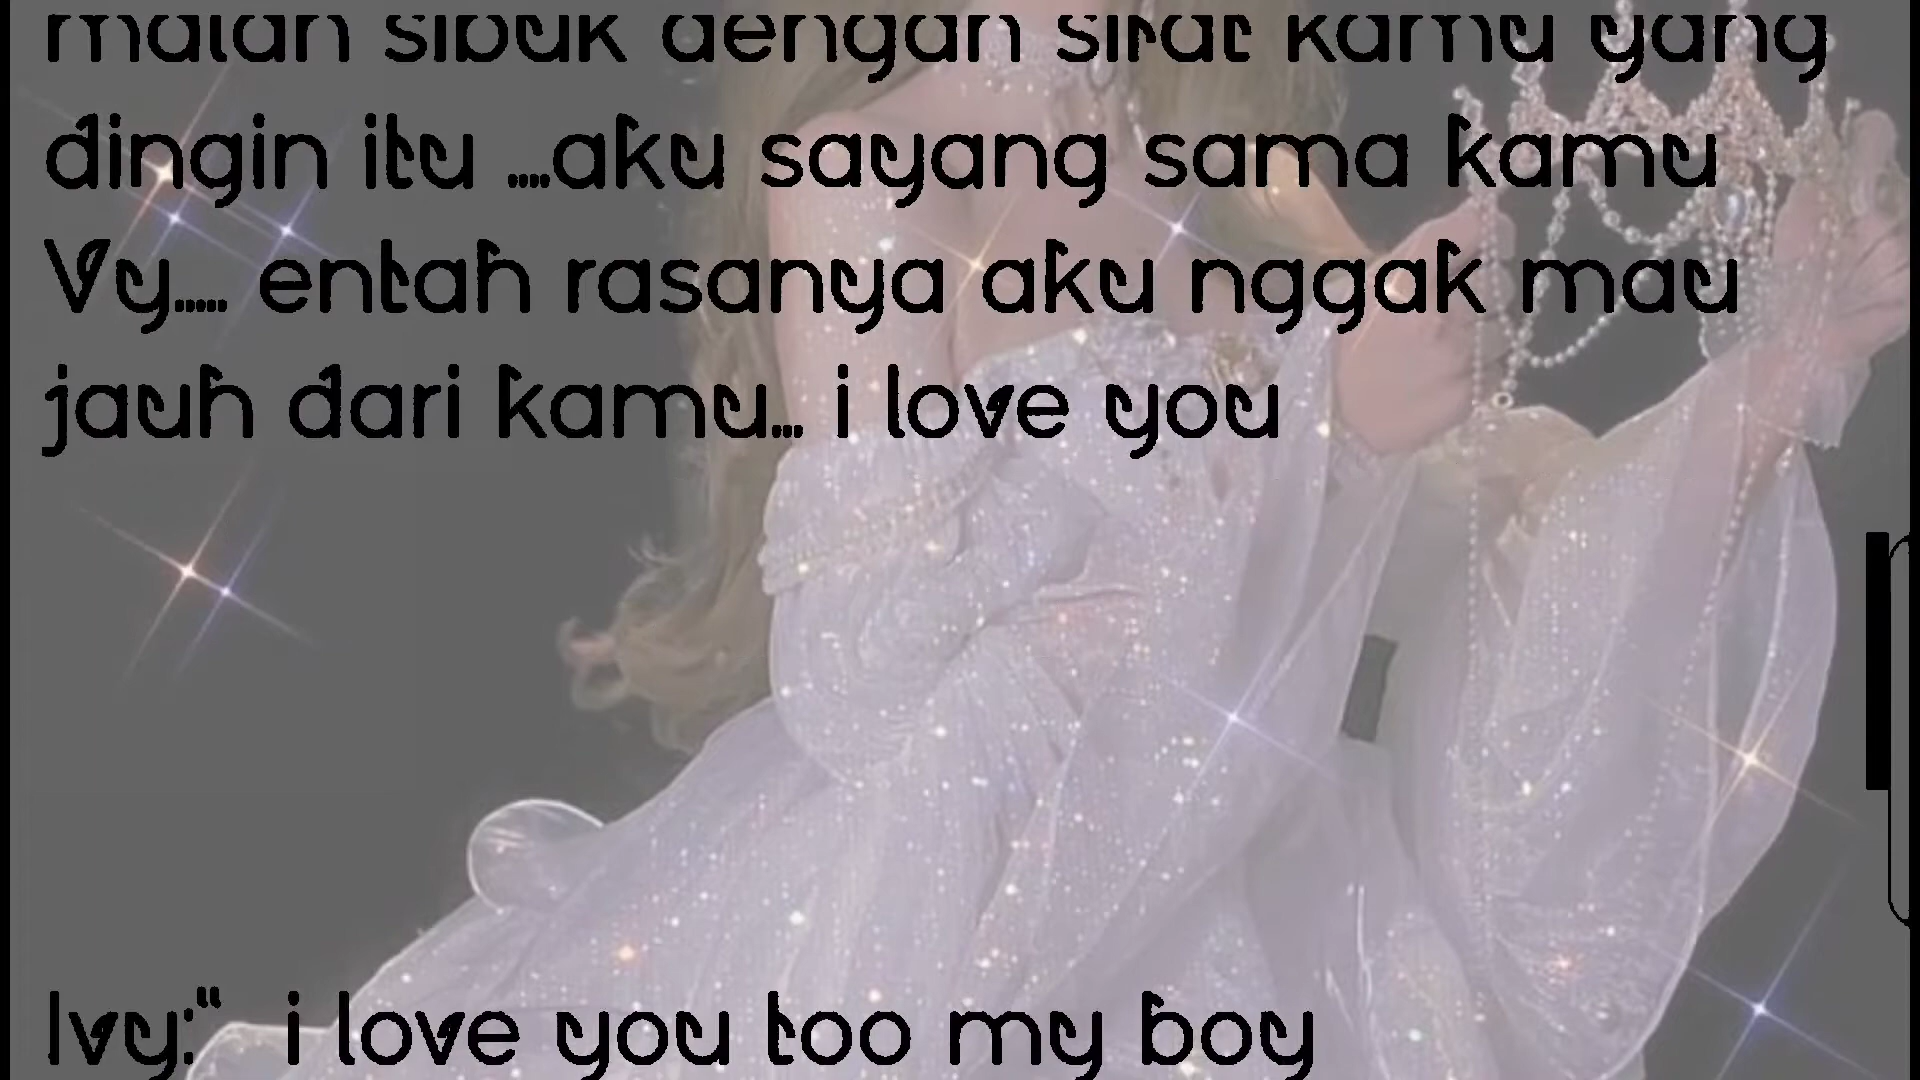 malah sibuk dengan sifat kamu yang
dingin itu ....aku sayang sama kamu
Vy..... entah rasanya aku nggak mau
jauh dari kamu... i love you
Ivy:“ i love you too my boy